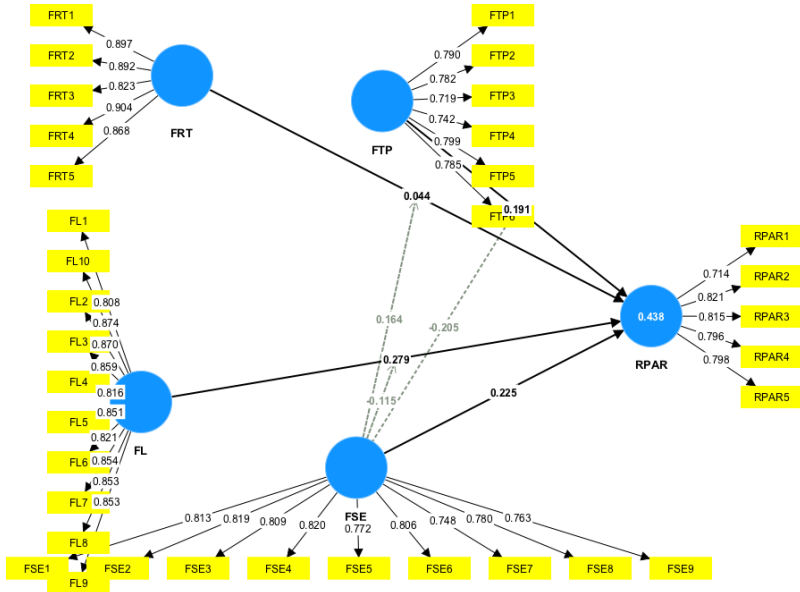 FRT1
FRT2
FRT3
FRT4
FRT5
0.897
0.892
0.823
0.904
0.868
FRT
FTP1
FTP2
FTP3
FTP4
FTP5
FTP6
0.790
0.782
0.719
0.742
0.799
0.785
FTP
0.044
0.191
FL1
FL10
FL2
FL3
FL4
FL5
FL6
FL7
FL8
FL9
0.808
0.874
0.870
0.859
0.816
0.851
0.821
0.854
0.853
0.853
FL
0.164
-0.205
0.279
-0.115
0.225
0.438
RPAR
RPAR1
RPAR2
RPAR3
RPAR4
RPAR5
0.714
0.821
0.815
0.796
0.798
FSE
0.813
0.819
0.809
0.820
0.772
0.806
0.748
0.780
0.763
FSE1
FSE2
FSE3
FSE4
FSE5
FSE6
FSE7
FSE8
FSE9